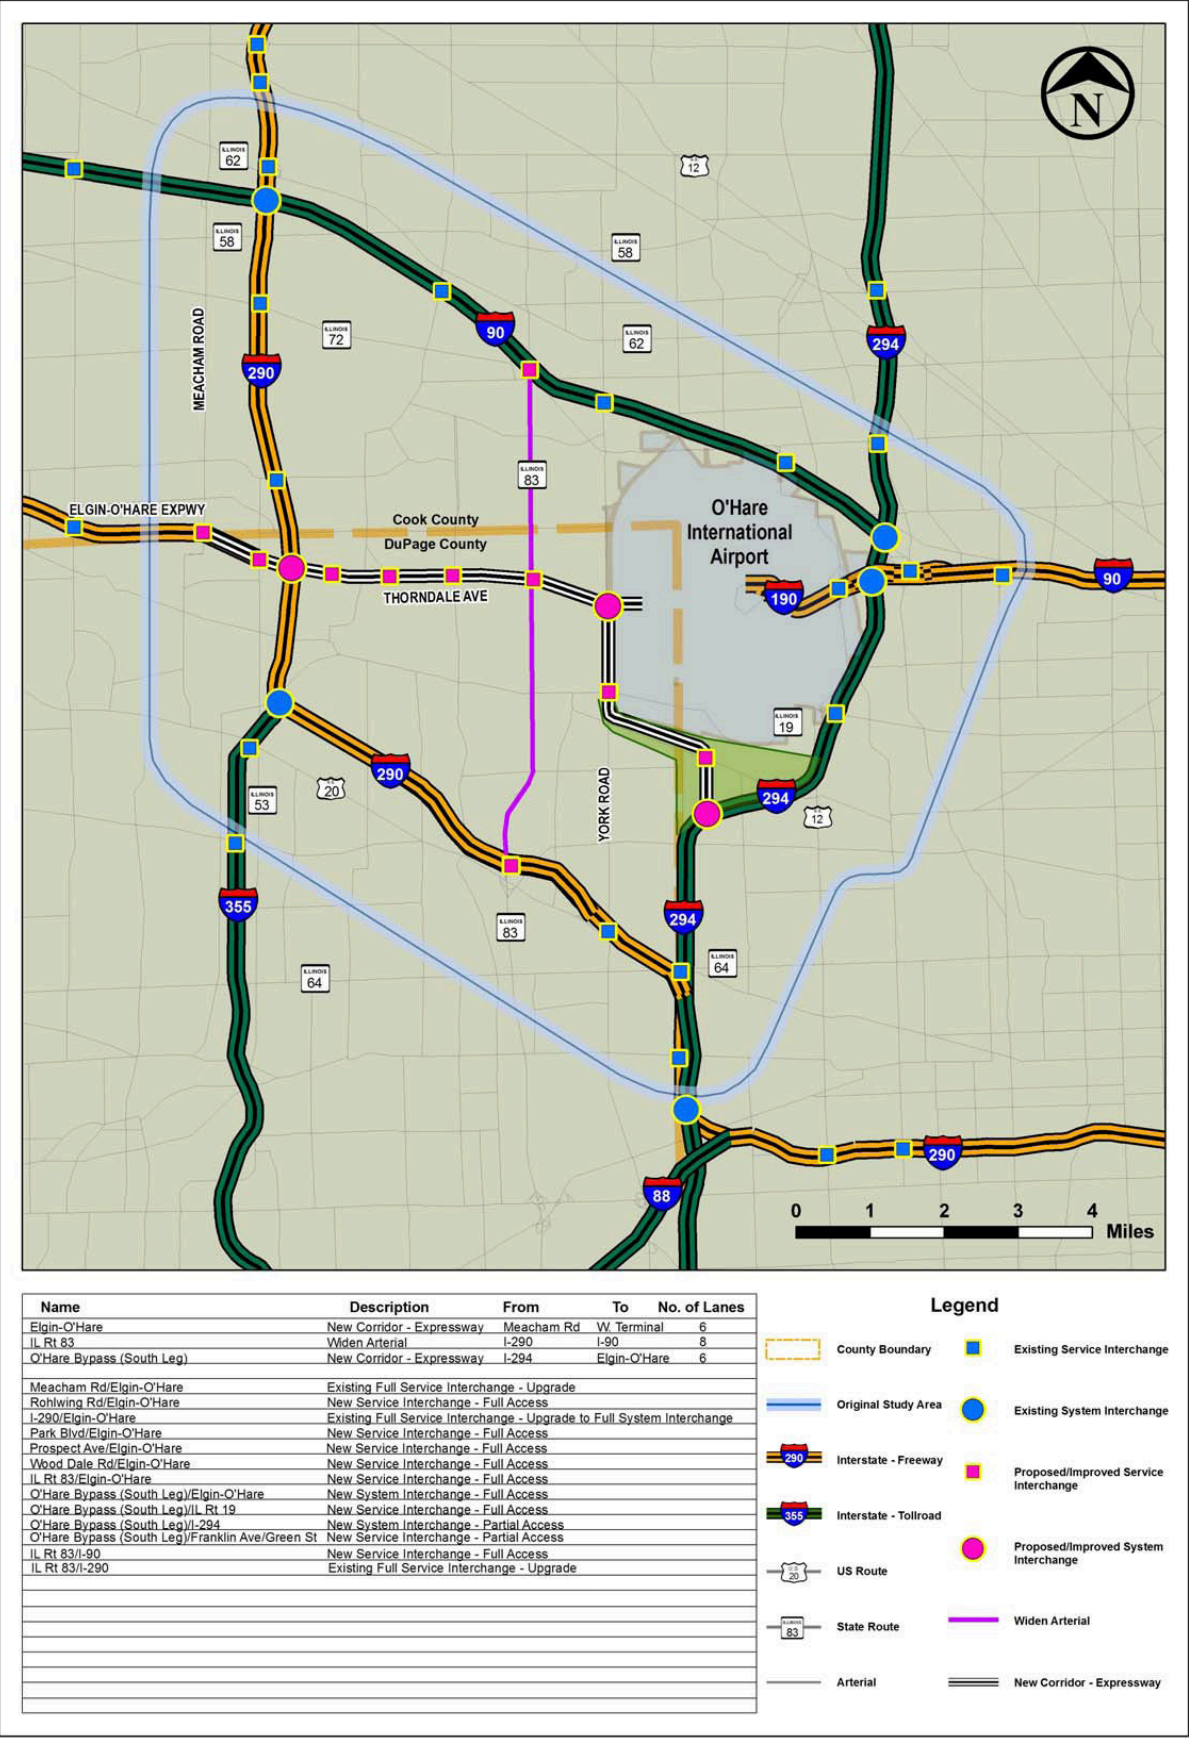 N
ILLINOIS
62
U S
12
ILLINOIS
58
ILLINOIS
58
MEACHAM ROAD
ILLINOIS
72
90
ILLINOIS
62
294
290
ILLINOIS
83
ELGIN-O'HARE EXPWY
Cook County
DuPage County
O'Hare
International
Airport
THORNDALE AVE
190
90
ILLINOIS
19
290
U S
20
ILLINOIS
53
YORK ROAD
294
U S
12
355
294
ILLINOIS
83
ILLINOIS
64
ILLINOIS
64
290
88
0 1 2 3 4
Miles
Name Description From To No. of Lanes
Elgin-O'Hare New Corridor - Expressway Meacham Rd W. Terminal 6
IL Rt 83 Widen Arterial I-290 I-90 8
O'Hare Bypass (South Leg) New Corridor - Expressway I-294 Elgin-O'Hare 6
Meacham Rd/Elgin-O'Hare Existing Full Service Interchange - Upgrade
Rohlwing Rd/Elgin-O'Hare New Service Interchange - Full Access
I-290/Elgin-O'Hare Existing Full Service Interchange - Upgrade to Full System Interchange
Park Blvd/Elgin-O'Hare New Service Interchange - Full Access
Prospect Ave/Elgin-O'Hare New Service Interchange - Full Access
Wood Dale Rd/Elgin-O'Hare New Service Interchange - Full Access
IL Rt 83/Elgin-O'Hare New Service Interchange - Full Access
O'Hare Bypass (South Leg)/Elgin-O'Hare New System Interchange - Full Access
O'Hare Bypass (South Leg)/IL Rt 19 New Service Interchange - Full Access
O'Hare Bypass (South Leg)/I-294 New System Interchange - Partial Access
O'Hare Bypass (South Leg)/Franklin Ave/Green St New Service Interchange - Partial Access
IL Rt 83/I-90 New Service Interchange - Full Access
IL Rt 83/I-290 Existing Full Service Interchange - Upgrade
Legend
County Boundary
Original Study Area
290
Interstate - Freeway
355
Interstate - Tollroad
U S
20
US Route
ILLINOIS
83
State Route
Arterial
Existing Service Interchange
Existing System Interchange
Proposed/Improved Service
Interchange
Proposed/Improved System
Interchange
Widen Arterial
New Corridor - Expressway